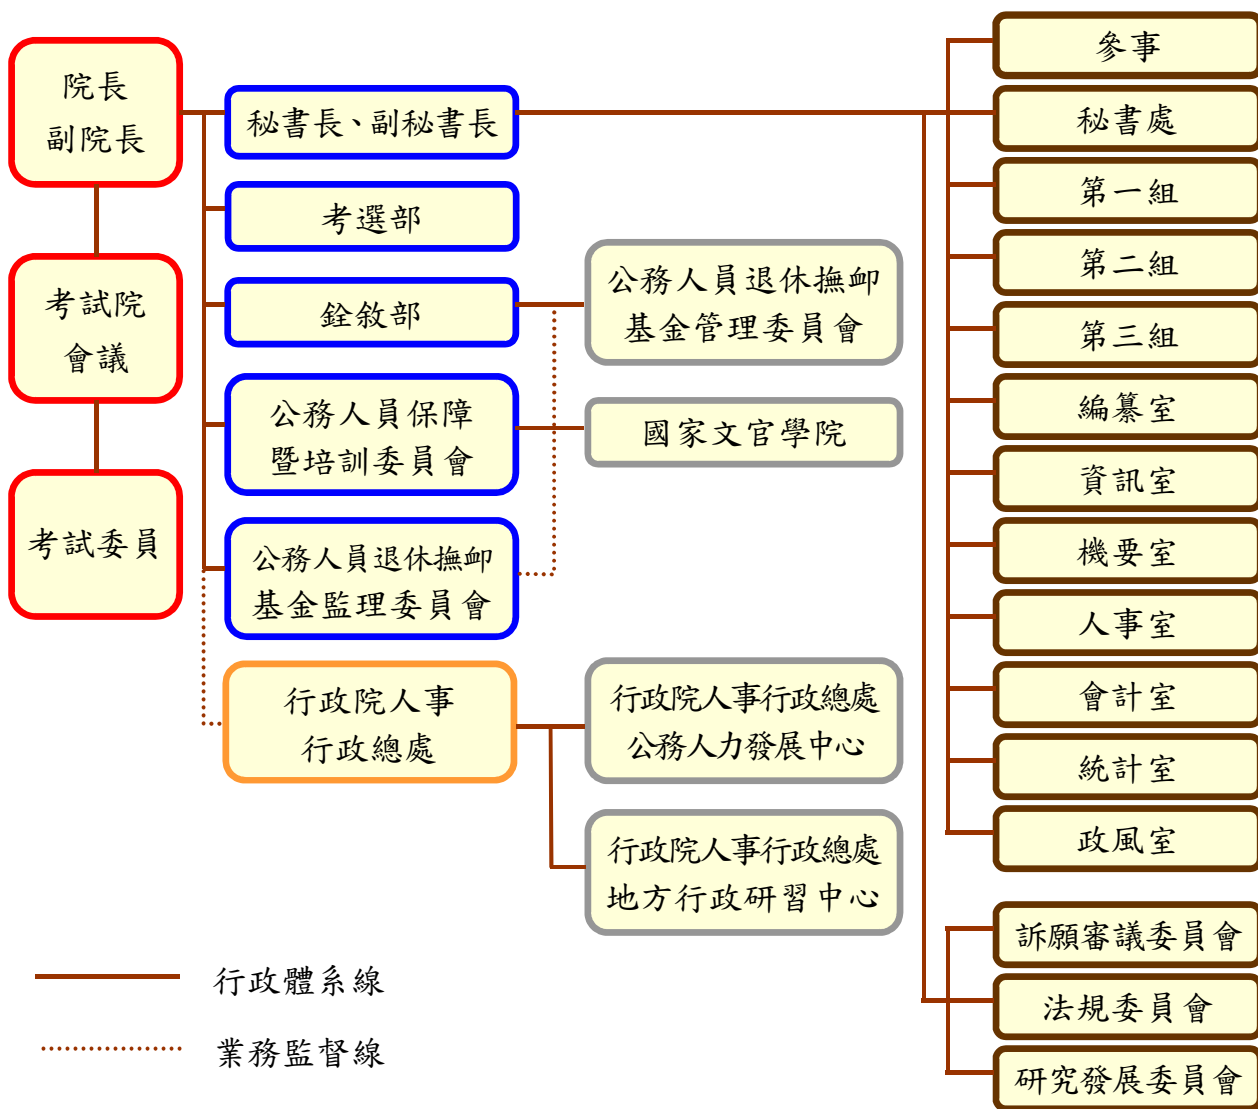 院長
副院長
考試院
會議
考試委員
秘書長、副秘書長
考選部
銓敘部
公務人員保障
暨培訓委員會
公務人員退休撫卹
基金監理委員會
行政院人事
行政總處
公務人員退休撫卹
基金管理委員會
國家文官學院
行政院人事行政總處
公務人力發展中心
行政院人事行政總處
地方行政研習中心
參事
秘書處
第一組
第二組
第三組
編纂室
資訊室
機要室
人事室
會計室
統計室
政風室
訴願審議委員會
法規委員會
研究發展委員會
行政體系線
業務監督線